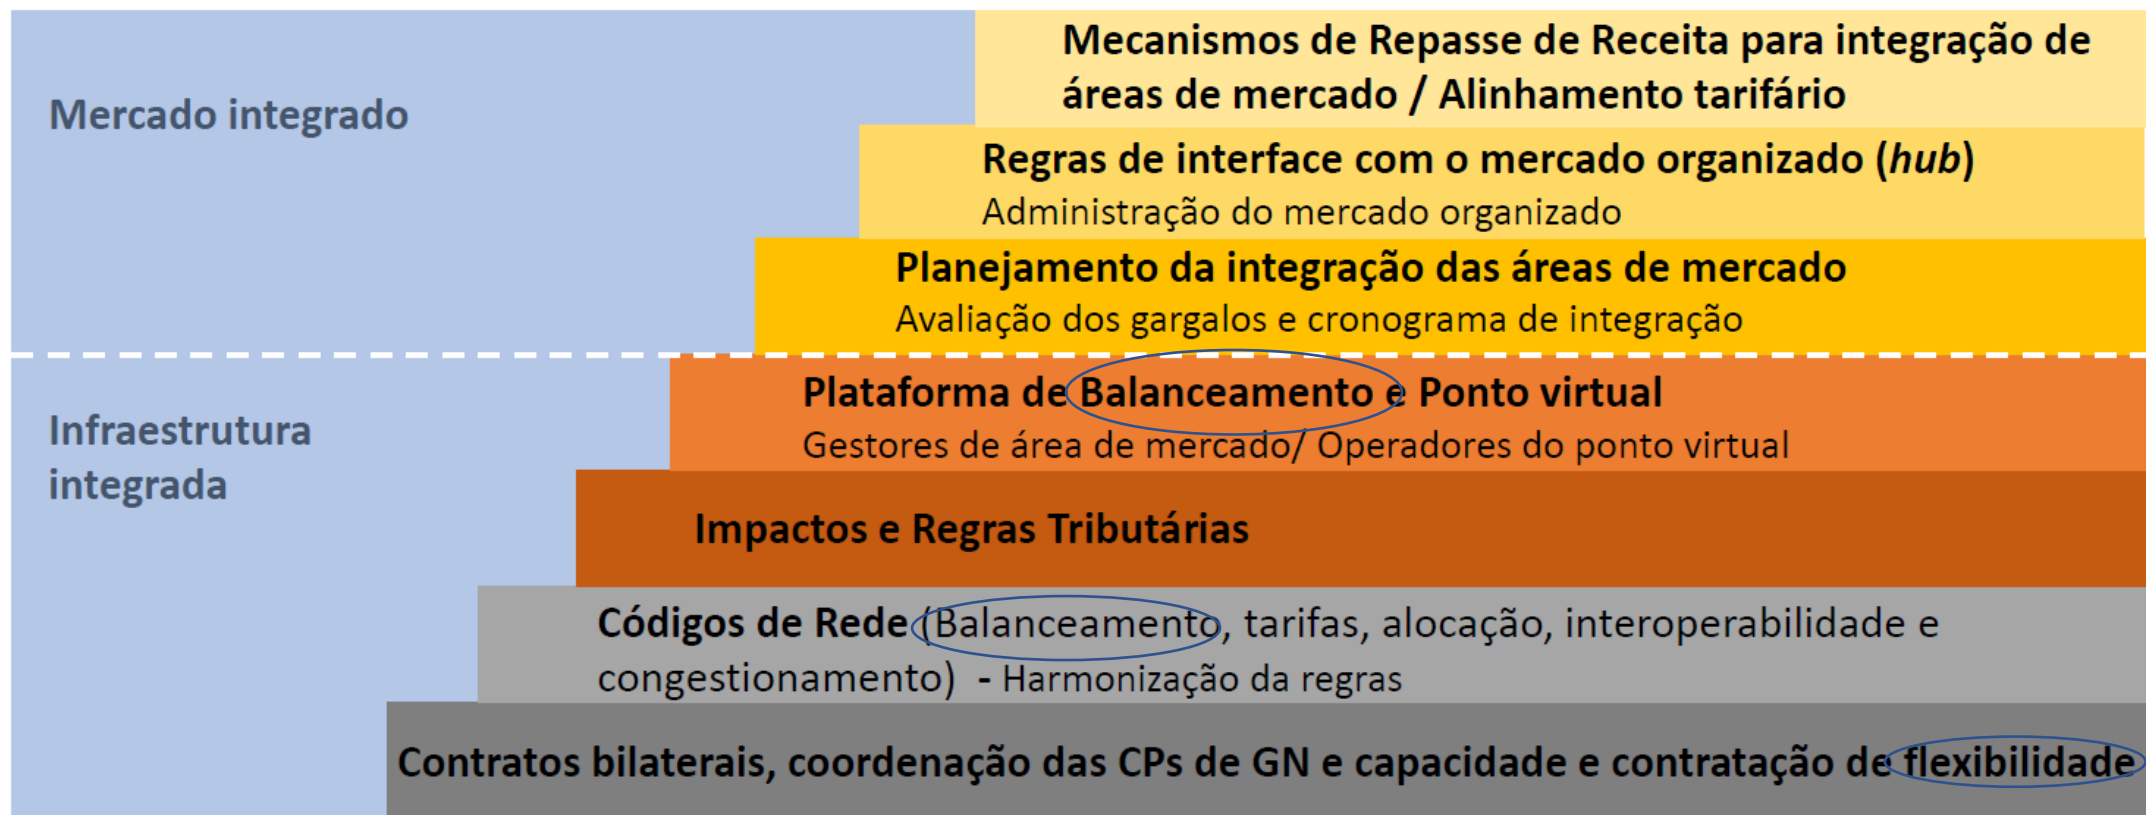 Mercado integrado
Mecanismos de Repasse de Receita para integração de
áreas de mercado / Alinhamento tarifário
Regras de interface com o mercado organizado (hub)
Administração do mercado organizado
Planejamento da integração das áreas de mercado
Avaliação dos gargalos e cronograma de integração
Infraestrutura
integrada
Plataforma de Balanceamento e Ponto virtual
Gestores de área de mercado/ Operadores do ponto virtual
Impactos e Regras Tributárias
Códigos de Rede (Balanceamento, tarifas, alocação, interoperabilidade e
congestionamento) - Harmonização da regras
Contratos bilaterais, coordenação das CPs de GN e capacidade e contratação de flexibilidade